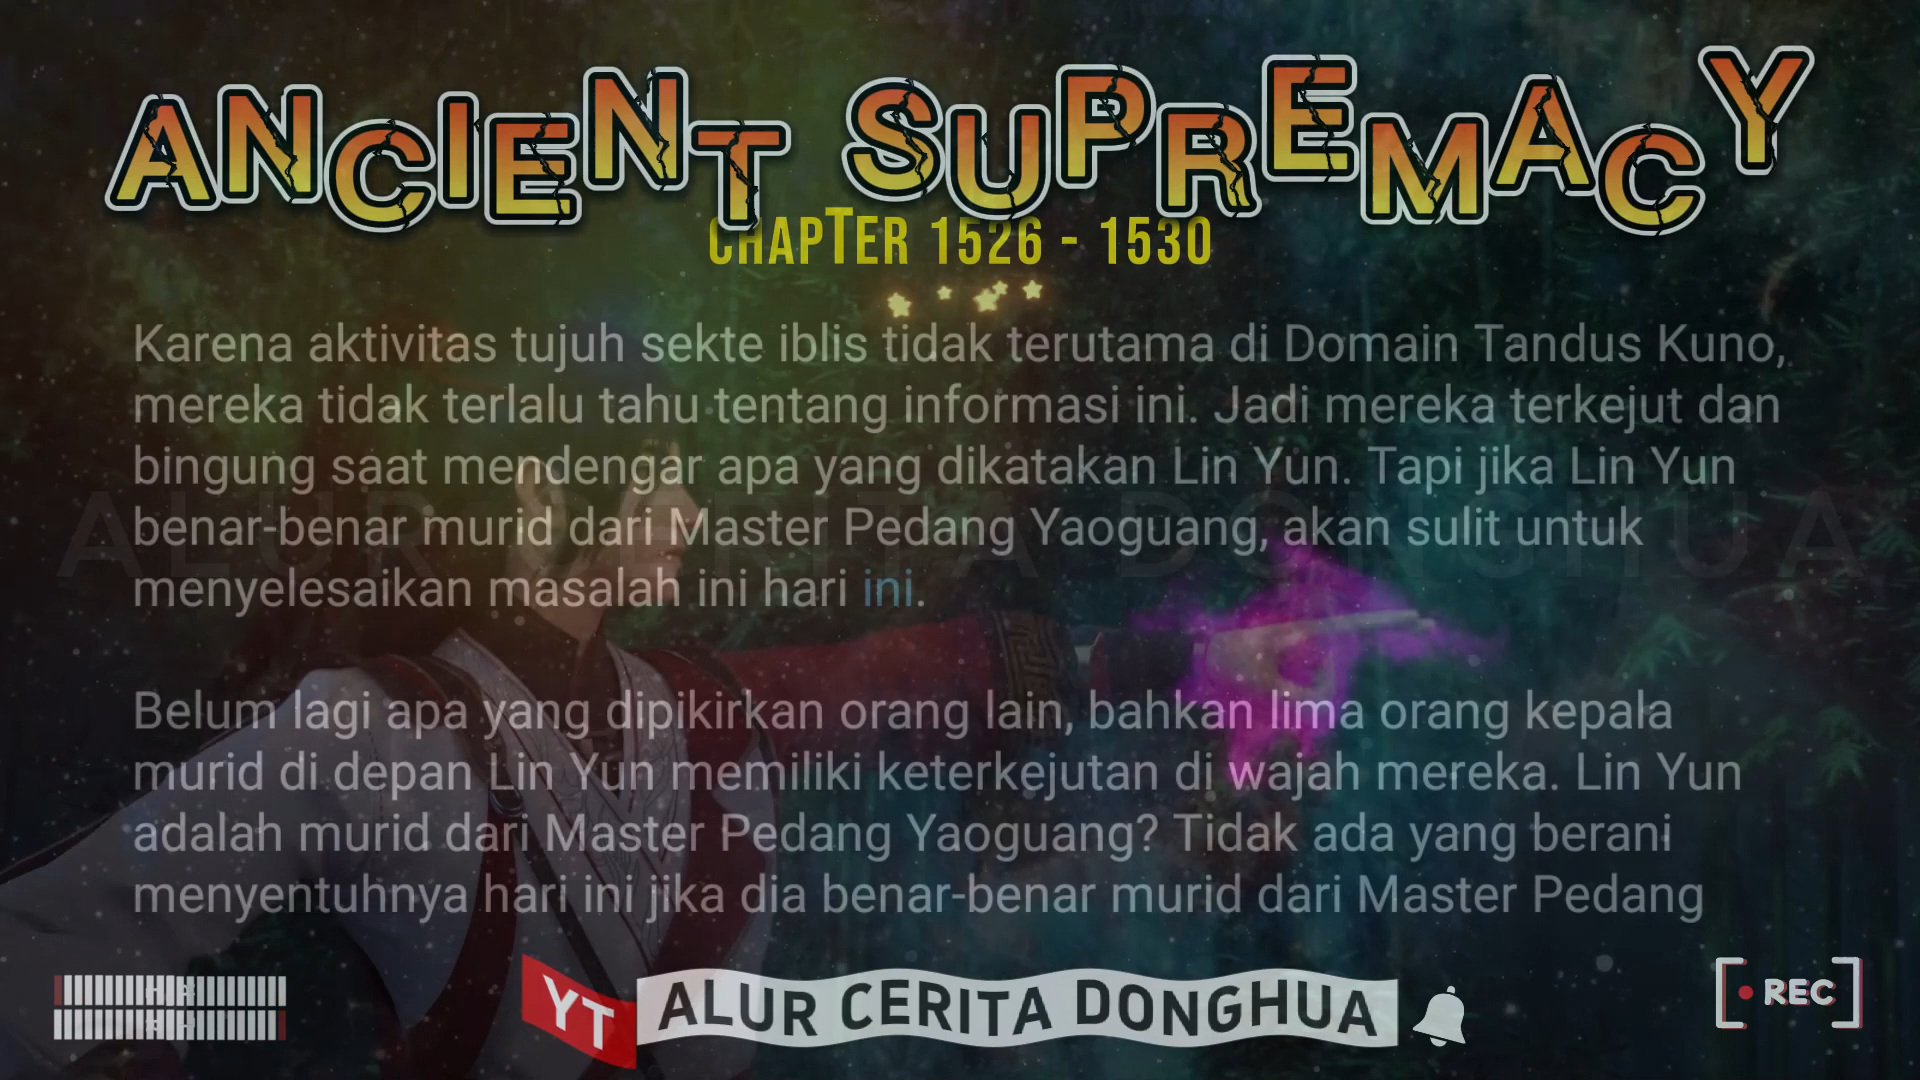 ANCIENT SUPREMACY
CHAPTER 1526 - 1530
Karena aktivitas tujuh sekte iblis tidak terutama di Domain Tandus Kuno,
mereka tidak terlalu tahu tentang informasi ini. Jadi mereka terkejut dan
bingung saat mendengar apa yang dikatakan Lin Yun. Tapi jika Lin Yun
benar-benar murid dari Master Pedang Yaoguang, akan sulit untuk
menyelesaikan masalah ini hari ini.
ALUR CERITA DONGHUA
Belum lagi apa yang dipikirkan orang lain, bahkan lima orang kepala
murid di depan Lin Yun memiliki keterkejutan di wajah mereka. Lin Yun
adalah murid dari Master Pedang Yaoguang? Tidak ada yang berani
menyentuhnya hari ini jika dia benar-benar murid dari Master Pedang
YT ALUR CERITA DONGHUA
REC